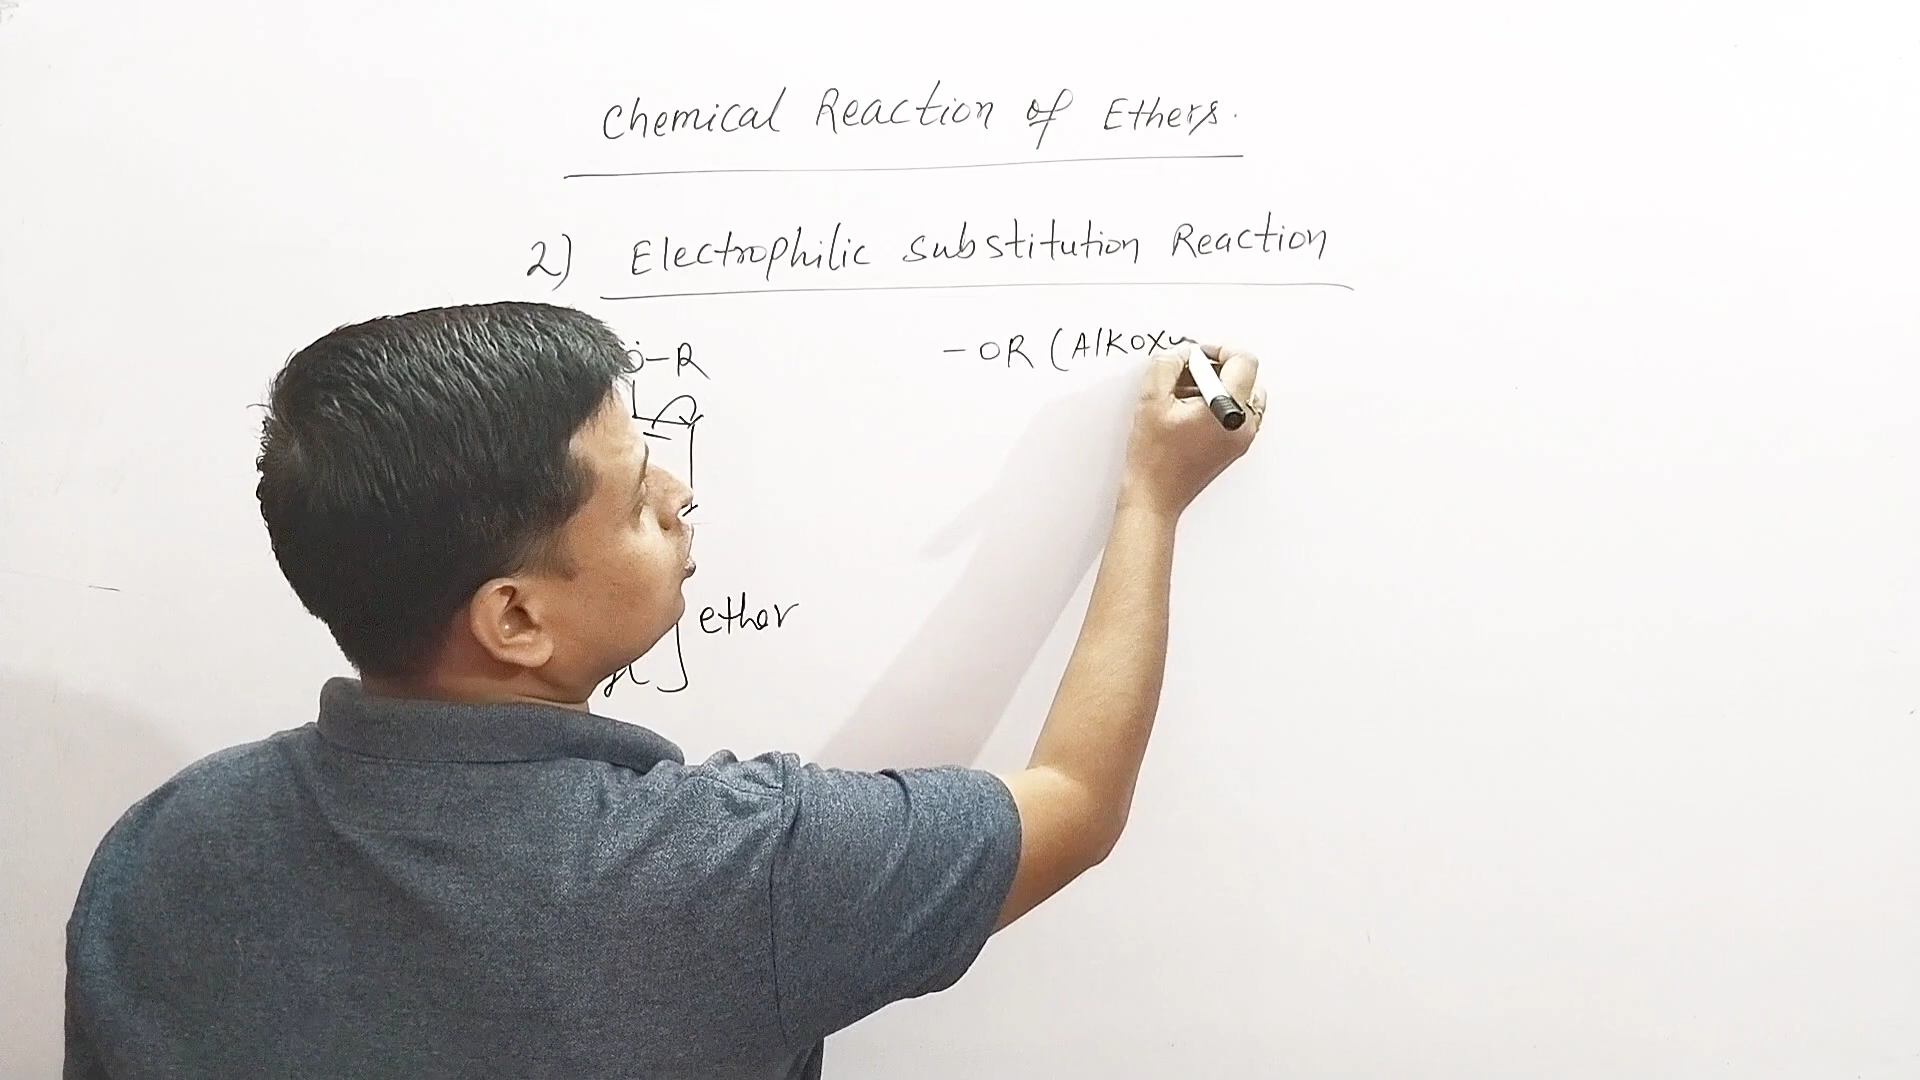 Chemical Reaction of Ethers.
2) Electrophilic substitution Reaction
O-R
-OR (Alkoxy
ether